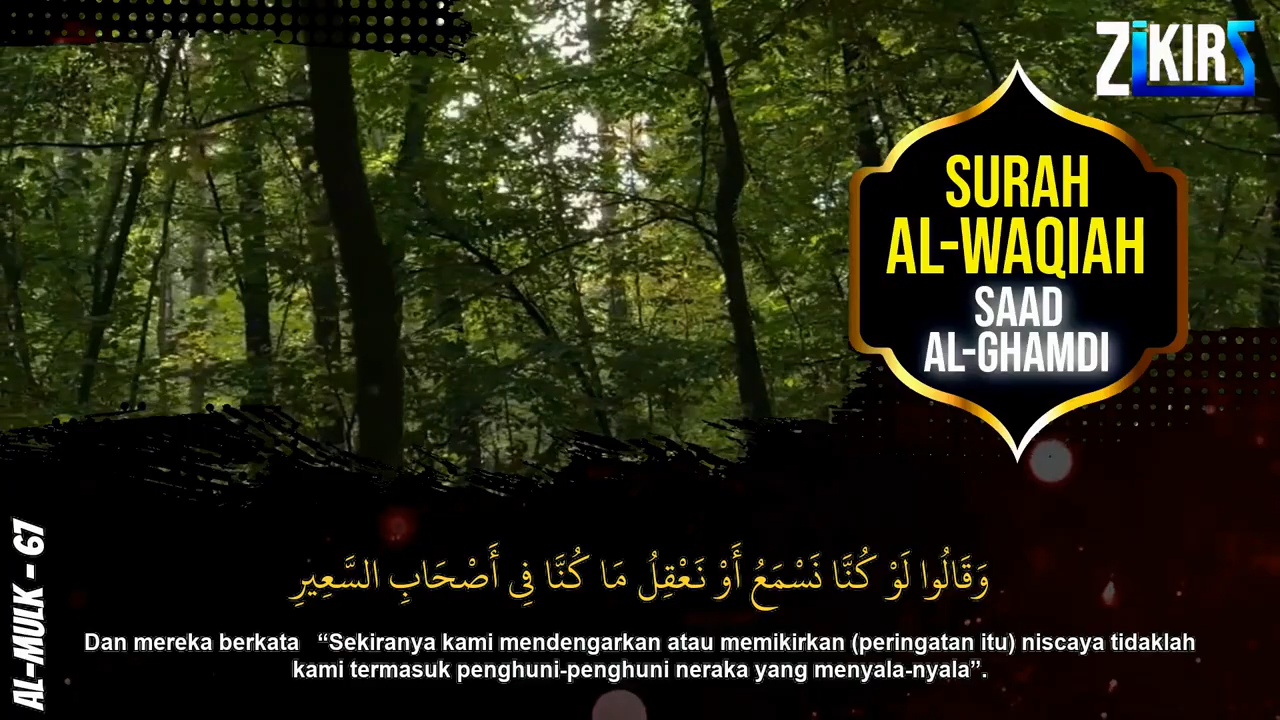 ZiKIRS
SURAH
AL-WAQIAH
SAAD
AL-GHAMDI
AL-MULK - 67
وَقَالُوا لَوْ كُنَّا نَسْمَعُ أَوْ نَعْقِلُ مَا كُنَّا فِي أَصْحَابِ السَّعِيرِ
Dan mereka berkata “Sekiranya kami mendengarkan atau memikirkan (peringatan itu) niscaya tidaklah
kami termasuk penghuni-penghuni neraka yang menyala-nyala”.